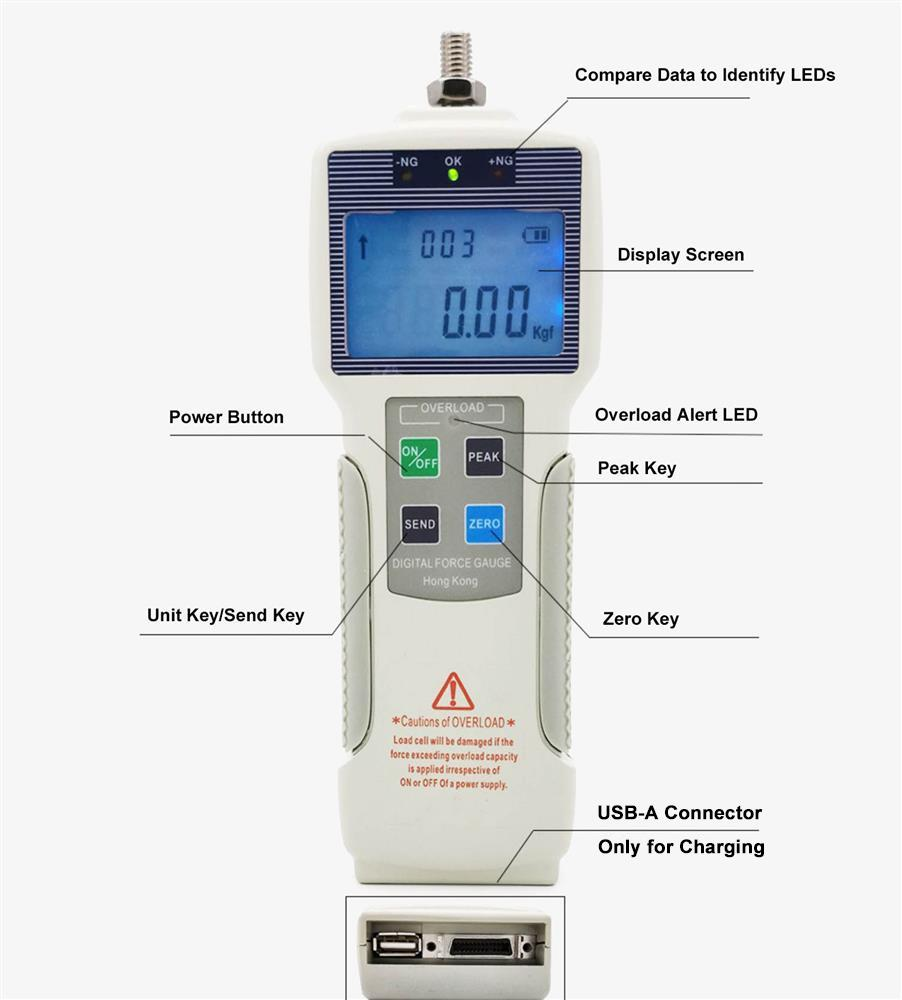 Compare Data to Identify LEDs
-NG OK +NG
003
Display Screen
0.00 Kgf
OVERLOAD
Overload Alert LED
Power Button
ON/OFF
PEAK
Peak Key
SEND
ZERO
DIGITAL FORCE GAUGE
Hong Kong
Unit Key/Send Key
Zero Key
*Cautions of OVERLOAD*
Load cell will be damaged if the
force exceeding overload capacity
is applied irrespective of
ON or OFF Of a power supply.
USB-A Connector
Only for Charging